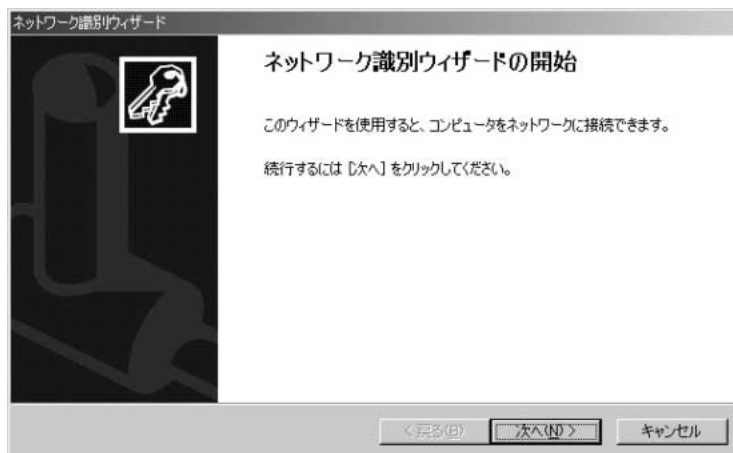 ネットワーク識別ウィザード
ネットワーク識別ウィザードの開始
このウィザードを使用すると、コンピュータをネットワークに接続できます。
続行するには [次へ] をクリックしてください。
< 戻る(B)
次へ(N) >
キャンセル